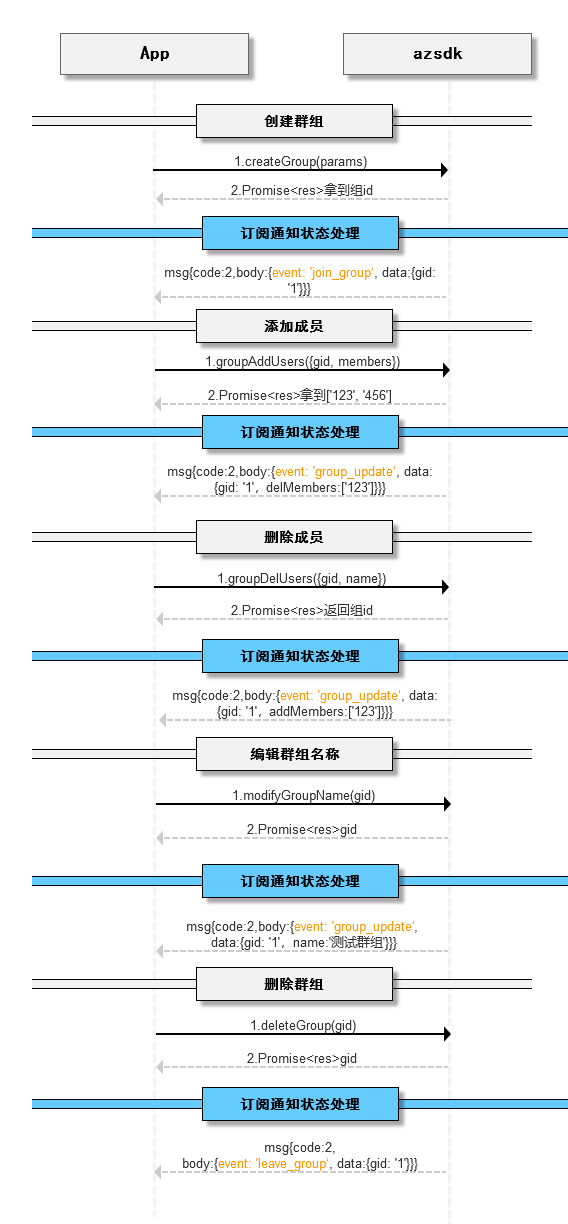 App
azsdk
创建群组
1.createGroup(params)
2.Promise<res>拿到组id
订阅通知状态处理
msg{code:2,body:{event: 'join_group', data:{gid:
'1'}}}
添加成员
1.groupAddUsers({gid, members})
2.Promise<res>拿到['123', '456']
订阅通知状态处理
msg{code:2,body:{event: 'group_update', data:
{gid: '1'，delMembers:['123']}}}
删除成员
1.groupDelUsers({gid, name})
2.Promise<res>返回组id
订阅通知状态处理
msg{code:2,body:{event: 'group_update', data:
{gid: '1'，addMembers:['123']}}}
编辑群组名称
1.modifyGroupName(gid)
2.Promise<res>gid
订阅通知状态处理
msg{code:2,body:{event: 'group_update',
data:{gid: '1'，name:'测试群组'}}}
删除群组
1.deleteGroup(gid)
2.Promise<res>gid
订阅通知状态处理
msg{code:2,
body:{event: 'leave_group', data:{gid: '1'}}}